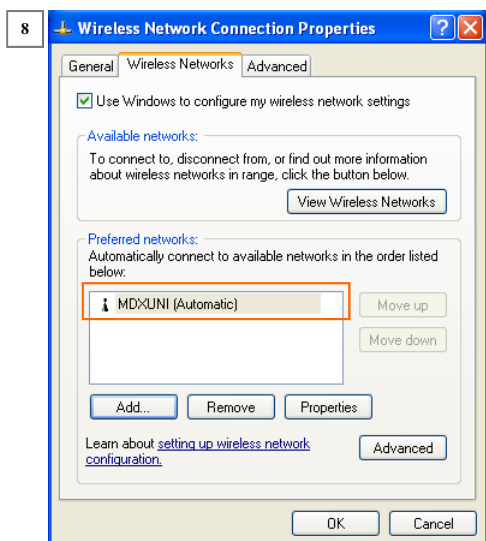 8
Wireless Network Connection Properties
General
Wireless Networks
Advanced
Use Windows to configure my wireless network settings
Available networks:
To connect to, disconnect from, or find out more information
about wireless networks in range, click the button below.
View Wireless Networks
Preferred networks:
Automatically connect to available networks in the order listed
below:
MDXUNI (Automatic)
Move up
Move down
Add...
Remove
Properties
Learn about setting up wireless network
configuration.
Advanced
OK
Cancel